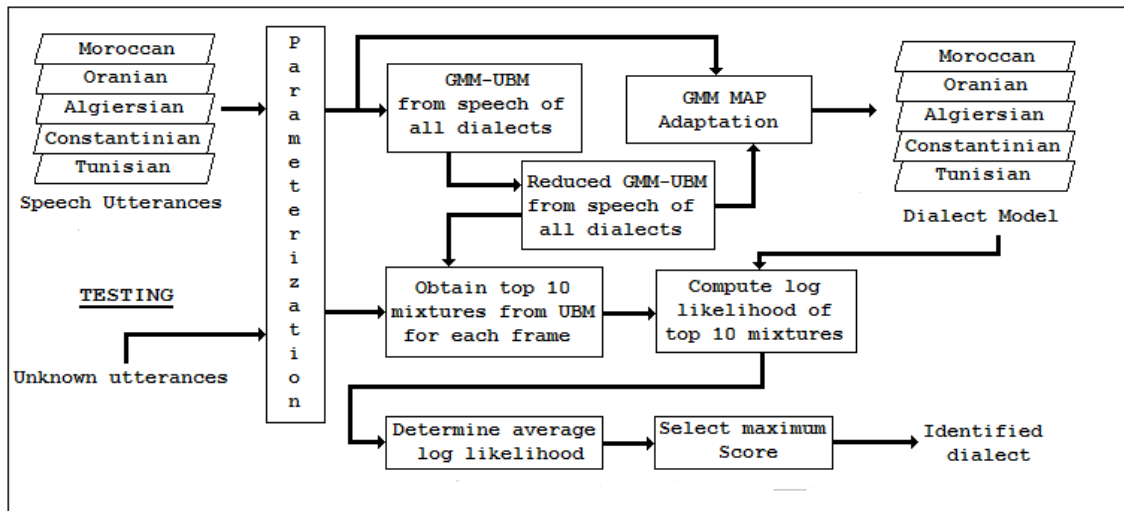 Moroccan
Oranian
Algiersian
Constantinian
Tunisian
Speech Utterances
TESTING
Unknown utterances
Parameterization
GMM-UBM
from speech of
all dialects
Reduced GMM-UBM
from speech of
all dialects
GMM MAP
Adaptation
Moroccan
Oranian
Algiersian
Constantinian
Tunisian
Dialect Model
Obtain top 10
mixtures from UBM
for each frame
Compute log
likelihood of
top 10 mixtures
Determine average
log likelihood
Select maximum
Score
Identified
dialect